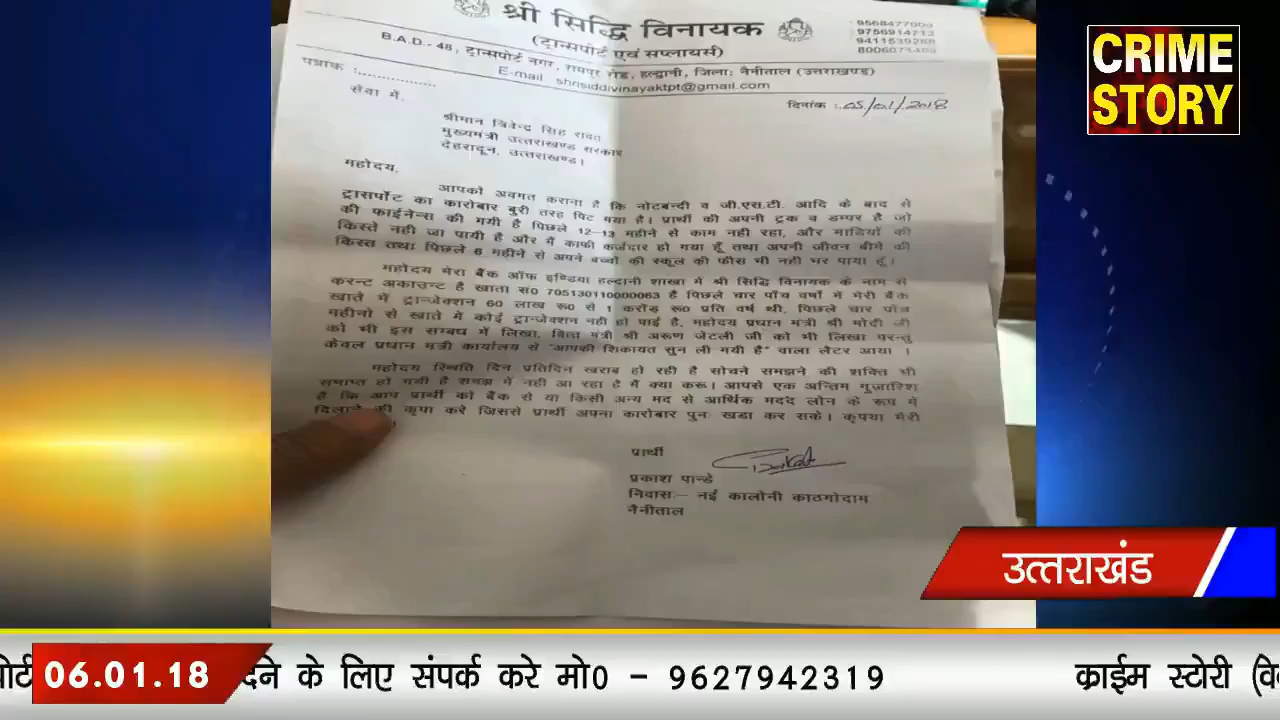 श्री सिद्धि विनायक
(ट्रान्सपोर्ट एवं सप्लायर्स)
B.A.D.- 48, ट्रान्सपोर्ट नगर, रामपुर रोड, हल्द्वानी, जिला: नैनीताल (उत्तराखण्ड)
E-mail shrisiddivinayaktpt@gmail.com
9756914713
पत्रांक :..............
दिनांक :05/01/2018
सेवा में,
श्रीमान त्रिवेन्द्र सिंह रावत
मुख्यमंत्री उत्तराखण्ड सरकार
देहरादून, उत्तराखण्ड।
महोदय,
आपको अवगत कराना है कि नोटबन्दी व जी.एस.टी. आदि के बाद से
ट्रासपोंट का कारोबार बुरी तरह पिट गया है। प्रार्थी की अपनी ट्रक व डम्पर है जो
की फाईनेन्स की गयी है पिछले 12-13 महीने से काम नही रहा, और गाडियों की
किस्ते नही जा पायी है और मैं काफी कर्जदार हो गया हूँ तथा अपनी जीवन बीमे की
किस्त तथा पिछले 6 महीने से अपने बच्चों की स्कूल की फीस भी नही भर पाया हूँ।
महोदय मेरा बैंक ऑफ इण्डिया हल्द्वानी शाखा में श्री सिद्धि विनायक के नाम से
करन्ट अकाउन्ट है खाता स0 705130110000063 है पिछले चार पाँच वर्षो में मेरी बैंक
खाते में ट्रान्जेक्शन 60 लाख रू0 से 1 करोड़ रू0 प्रति वर्ष थी, पिछले चार पांच
महीनो से खाते मे कोई ट्रान्जेक्शन नही हो पाई है, महोदय प्रधान मंत्री श्री मोदी जी
को भी इस सम्बध में लिखा, वित्त मंत्री श्री अरूण जेटली जी को भी लिखा परन्तु
केवल प्रधान मंत्री कार्यालय से "आपकी शिकायत सुन ली गयी है" वाला लैटर आया ।
महोदय स्थिति दिन प्रतिदिन खराब हो रही है सोचने समझने की शक्ति भी
समाप्त हो गयी है समझ में नही आ रहा है मैं क्या करू। आपसे एक अन्तिम गुजारिश
है कि आप प्रार्थी को बैंक से या किसी अन्य मद से आर्थिक मदद लोन के रूप में
दिलाने की कृपा करे जिससे प्रार्थी अपना कारोबार पुनः खडा कर सके। कृपया मेरी
प्रार्थी
प्रकाश पान्डे
निवासः– नई कालोनी काठगोदाम
नैनीताल
CRIME
STORY
उत्तराखंड
06.01.18 देने के लिए संपर्क करे मो0 - 9627942319 क्राईम स्टोरी